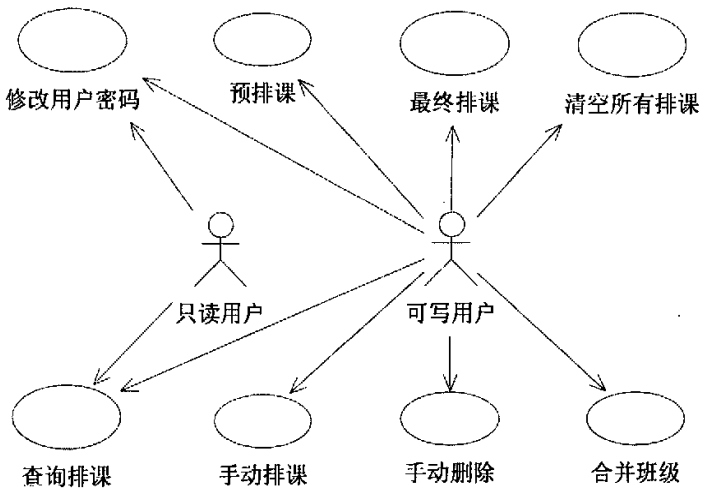 修改用户密码
预排课
最终排课
清空所有排课
只读用户
可写用户
查询排课
手动排课
手动删除
合并班级